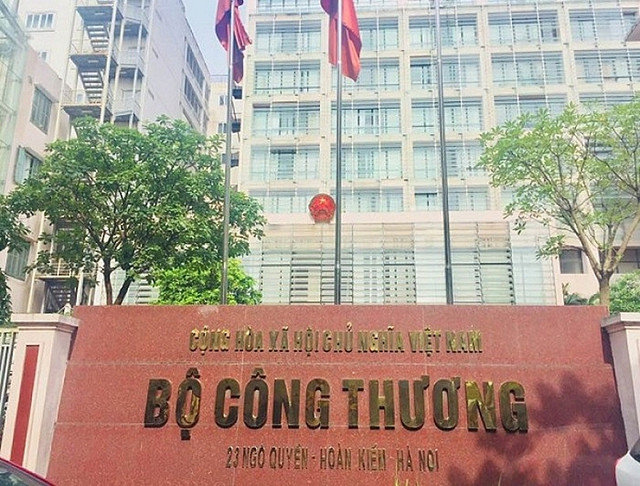 CỘNG HÒA XÃ HỘI CHỦ NGHĨA VIỆT NAM
BỘ CÔNG THƯƠNG
23 NGÔ QUYỀN - HOÀN KIẾM - HÀ NỘI